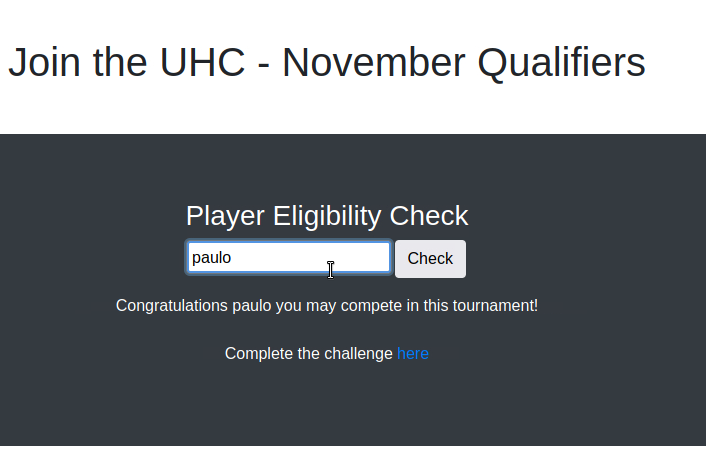 Join the UHC - November Qualifiers
Player Eligibility Check
paulo
Check
Congratulations paulo you may compete in this tournament!
Complete the challenge here